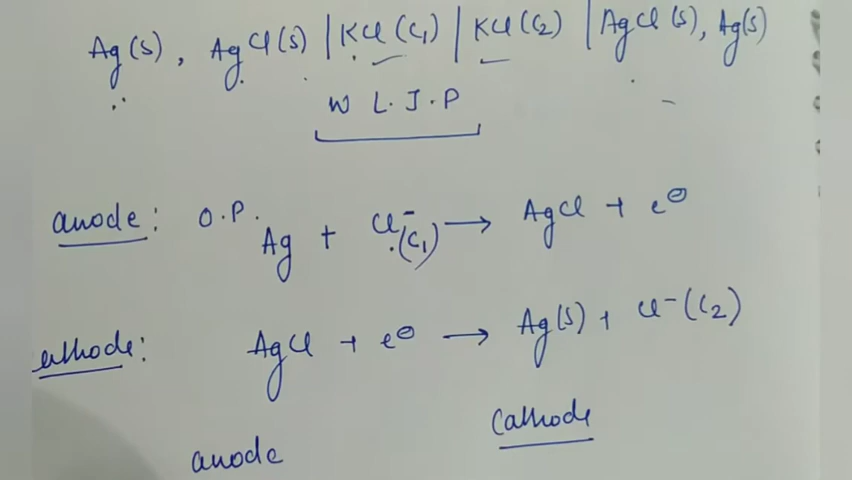 Ag(s), AgCl(s) | KCl(C₁) | KCl(C₂) | AgCl(s), Ag(s)
W L.J.P
anode: O.P. Ag + Cl⁻(C₁) ⟶ AgCl + e⊖
cathode: AgCl + e⊖ ⟶ Ag(s) + Cl⁻(C₂)
Cathode
anode